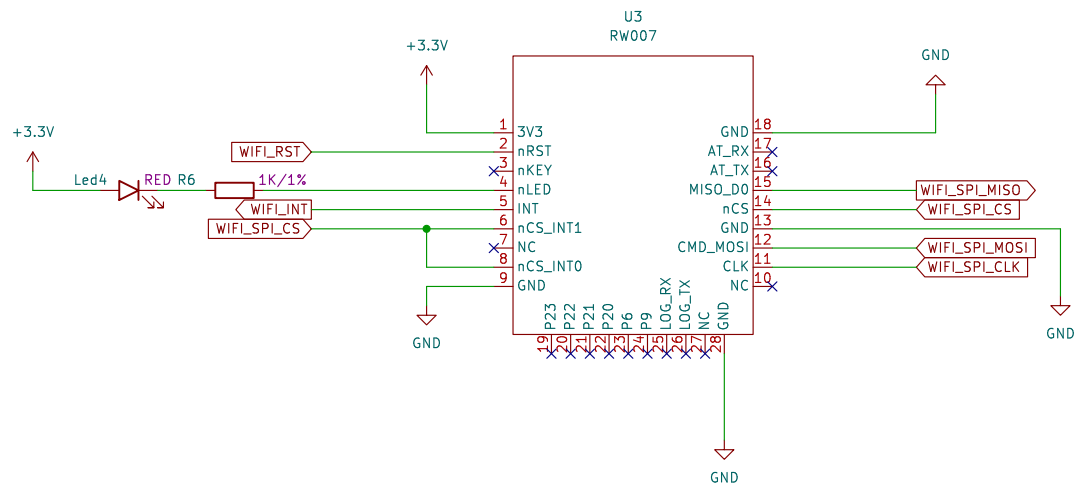 U3
RW007
+3.3V
GND
+3.3V
1 3V3
GND 18
WIFI_RST
2 nRST
AT_RX 17
3 nKEY
AT_TX 16
Led4 RED R6 1K/1%
4 nLED
MISO_DO 15
WIFI_SPI_MISO
WIFI_INT
5 INT
nCS 14
WIFI_SPI_CS
WIFI_SPI_CS
6 nCS_INT1
GND 13
7 NC
CMD_MOSI 12
WIFI_SPI_MOSI
8 nCS_INT0
CLK 11
WIFI_SPI_CLK
9 GND
NC 10
P23 P22 P21 P20 P6 P9 LOG_RX LOG_TX NC GND
19 20 21 22 23 24 25 26 27 28
GND
GND
GND